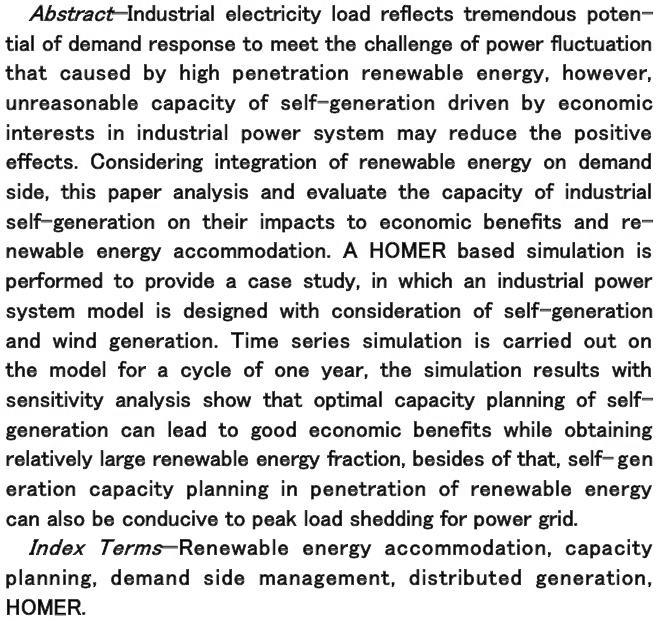 Abstract—Industrial electricity load reflects tremendous poten-
tial of demand response to meet the challenge of power fluctuation
that caused by high penetration renewable energy, however,
unreasonable capacity of self-generation driven by economic
interests in industrial power system may reduce the positive
effects. Considering integration of renewable energy on demand
side, this paper analysis and evaluate the capacity of industrial
self-generation on their impacts to economic benefits and re-
newable energy accommodation. A HOMER based simulation is
performed to provide a case study, in which an industrial power
system model is designed with consideration of self-generation
and wind generation. Time series simulation is carried out on
the model for a cycle of one year, the simulation results with
sensitivity analysis show that optimal capacity planning of self-
generation can lead to good economic benefits while obtaining
relatively large renewable energy fraction, besides of that, self-gen
eration capacity planning in penetration of renewable energy
can also be conducive to peak load shedding for power grid.
Index Terms—Renewable energy accommodation, capacity
planning, demand side management, distributed generation,
HOMER.